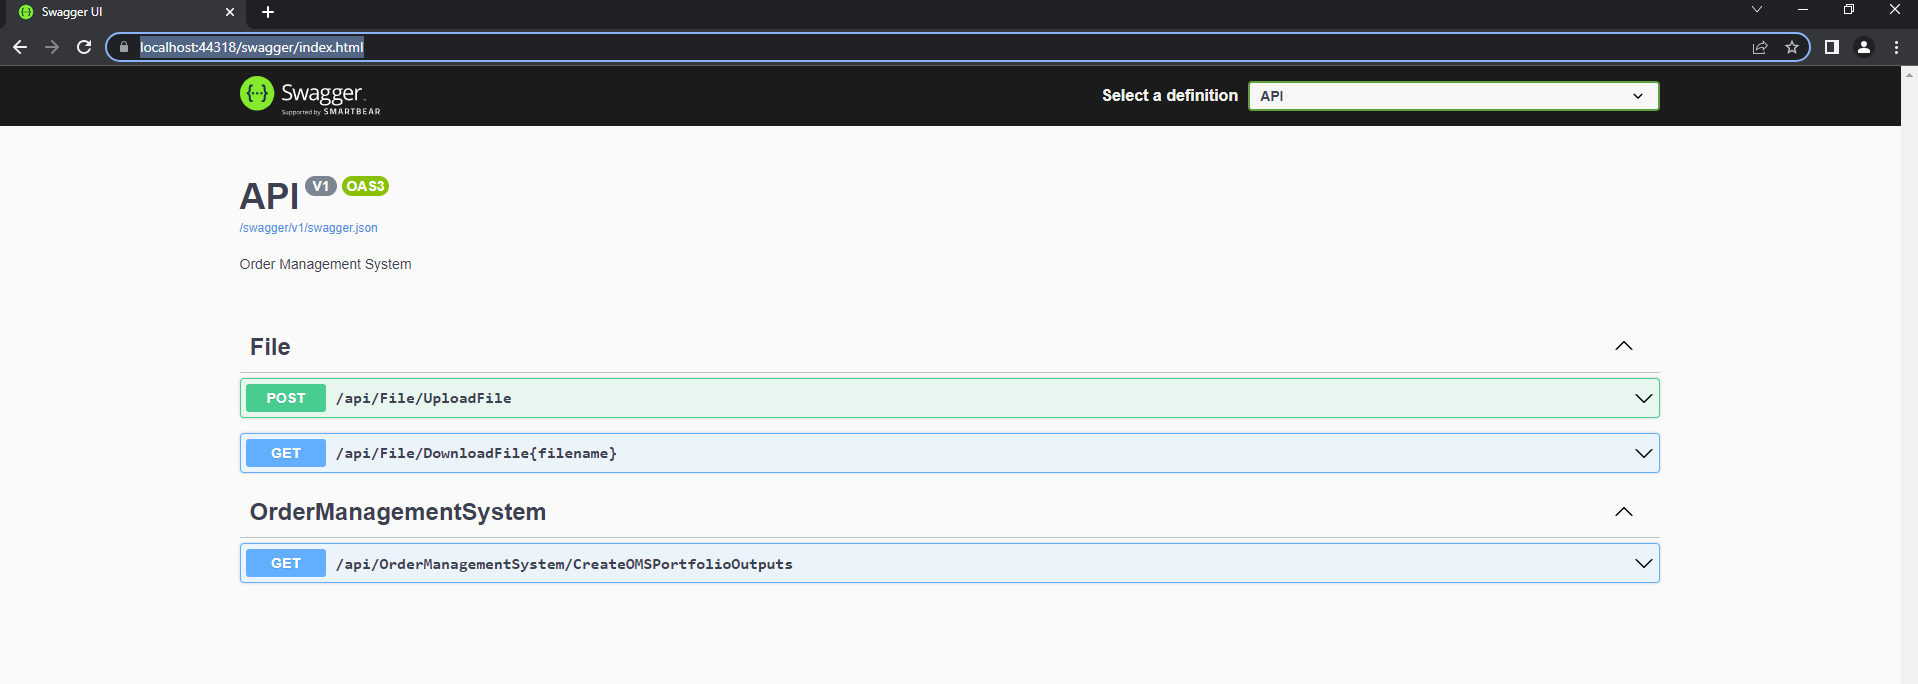 Swagger UI
localhost:44318/swagger/index.html
Swagger
Supported by SMARTBEAR
Select a definition
API
API V1 OAS3
/swagger/v1/swagger.json
Order Management System
File
POST /api/File/UploadFile
GET /api/File/DownloadFile{filename}
OrderManagementSystem
GET /api/OrderManagementSystem/CreateOMSPortfolioOutputs